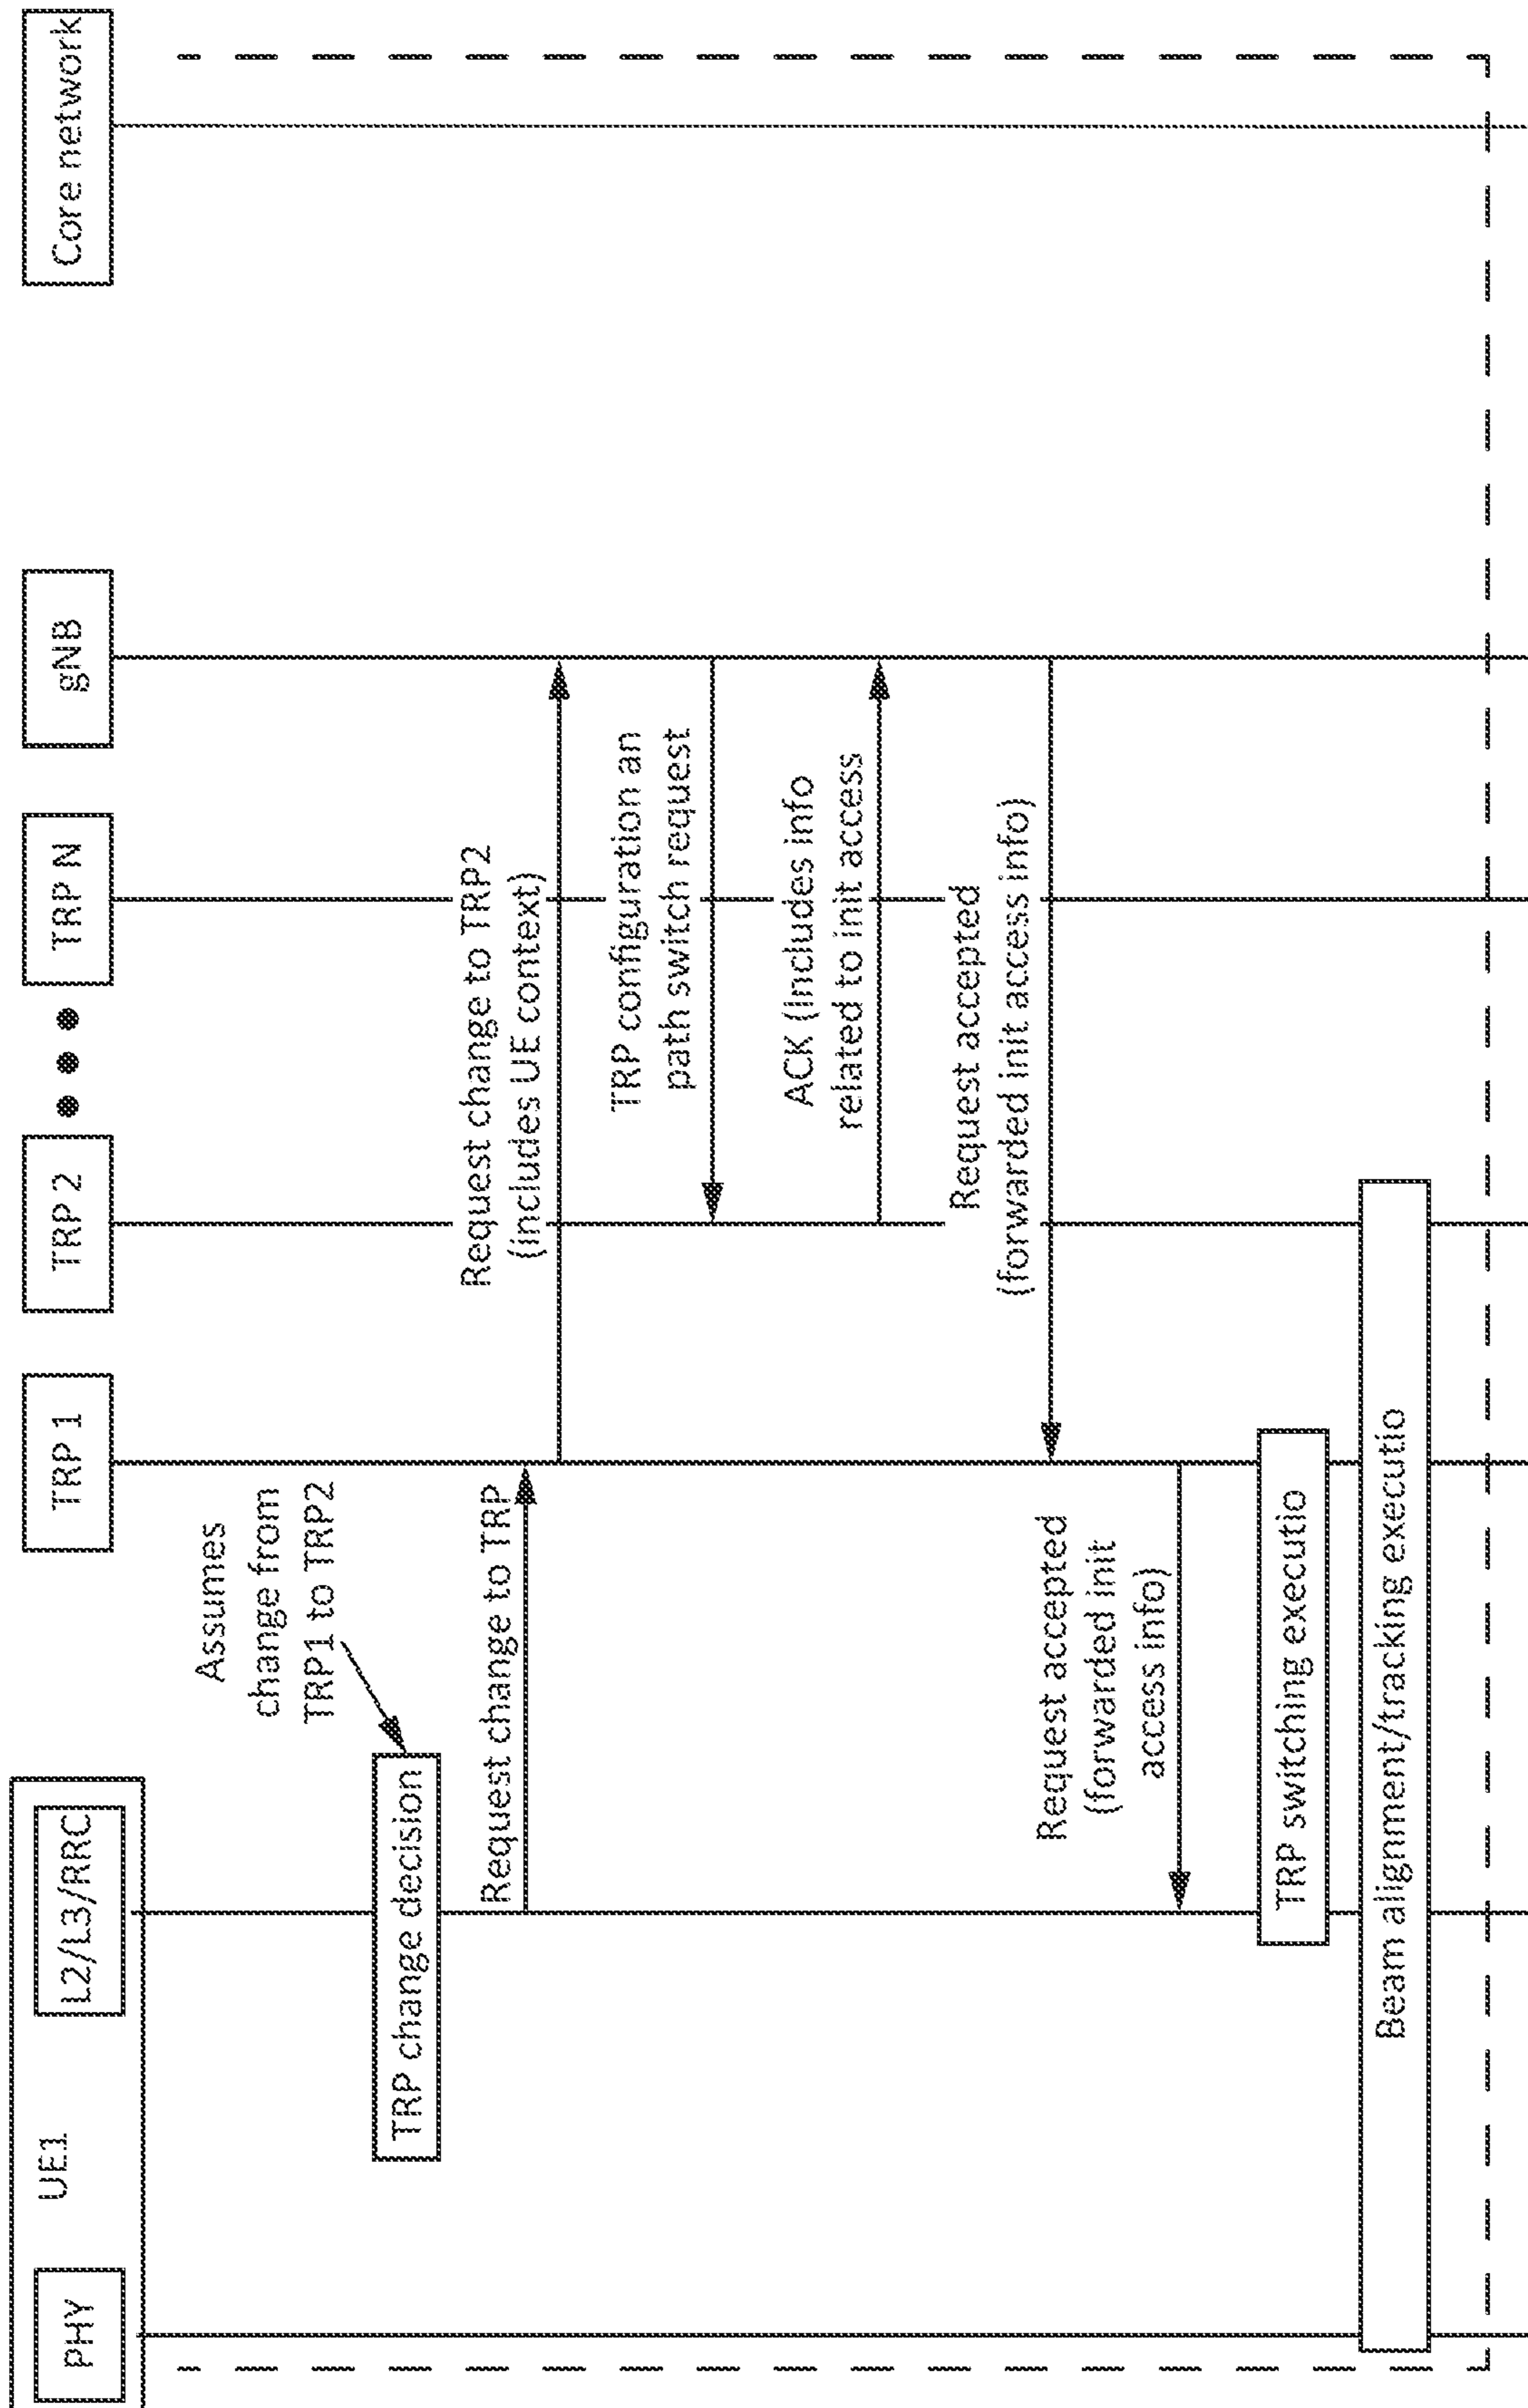 UE1
PHY
L2/L3/RRC
TRP 1
TRP 2
TRP N
gNB
Core network
Assumes
change from
TRP1 to TRP2
TRP change decision
Request change to TRP
Request change to TRP2
(includes UE context)
TRP configuration an
path switch request
ACK (Includes info
related to init access
Request accepted
(forwarded init access info)
Request accepted
(forwarded init
access info)
TRP switching executio
Beam alignment/tracking executio